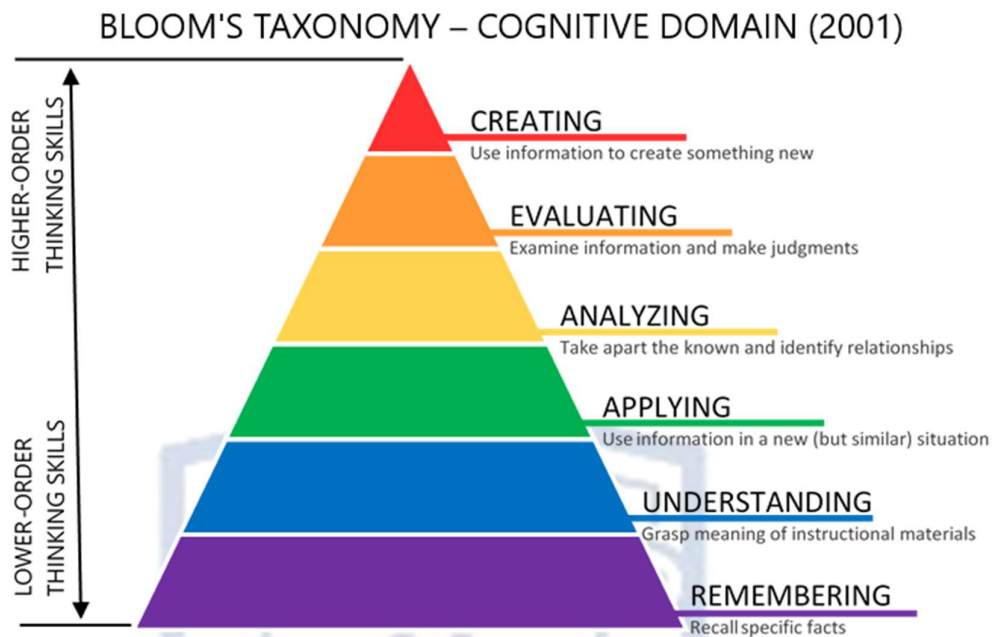 BLOOM'S TAXONOMY – COGNITIVE DOMAIN (2001)
HIGHER-ORDER
THINKING SKILLS
CREATING
Use information to create something new
EVALUATING
Examine information and make judgments
ANALYZING
Take apart the known and identify relationships
APPLYING
Use information in a new (but similar) situation
LOWER-ORDER
THINKING SKILLS
UNDERSTANDING
Grasp meaning of instructional materials
REMEMBERING
Recall specific facts